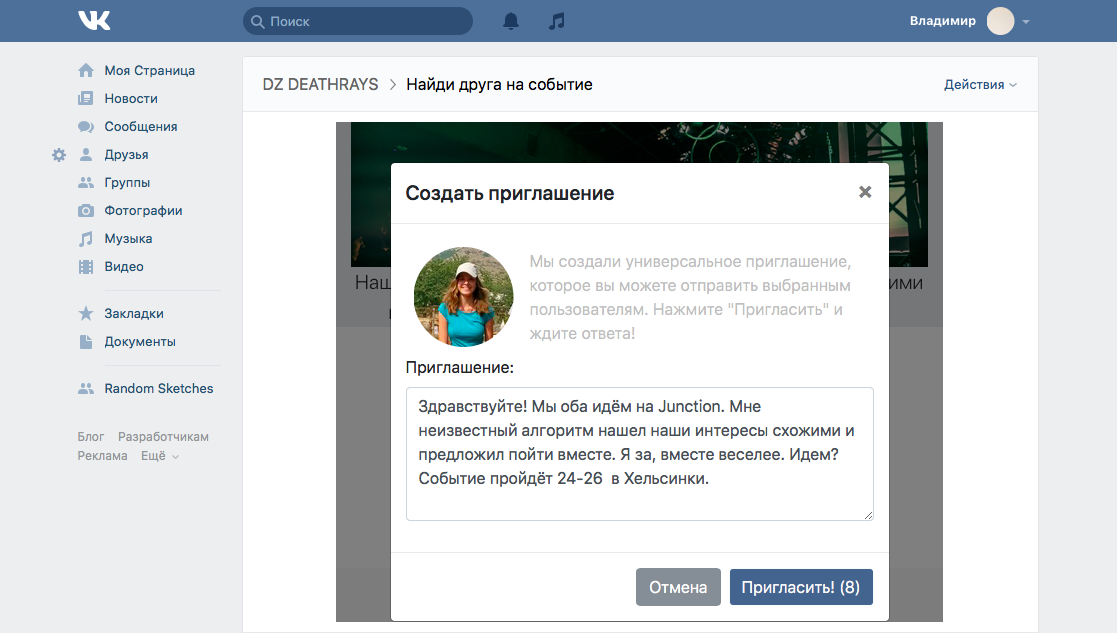 VK
Поиск
Владимир
Моя Страница
Новости
Сообщения
Друзья
Группы
Фотографии
Музыка
Видео
Закладки
Документы
Random Sketches
Блог Разработчикам
Реклама Ещё
DZ DEATHRAYS > Найди друга на событие
Действия
Создать приглашение
×
Мы создали универсальное приглашение,
которое вы можете отправить выбранным
пользователям. Нажмите "Пригласить" и
ждите ответа!
Приглашение:
Здравствуйте! Мы оба идём на Junction. Мне
неизвестный алгоритм нашел наши интересы схожими и
предложил пойти вместе. Я за, вместе веселее. Идем?
Событие пройдёт 24-26  в Хельсинки.
Отмена
Пригласить! (8)